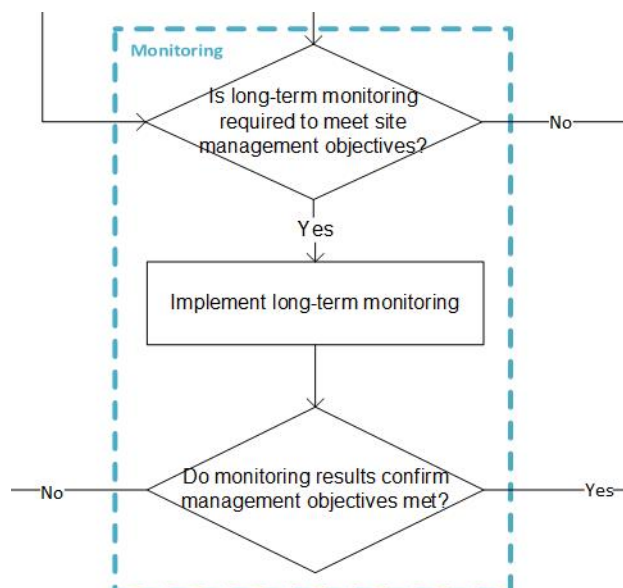 Monitoring
Is long-term monitoring
required to meet site
management objectives?
No
Yes
Implement long-term monitoring
Do monitoring results confirm
management objectives met?
No
Yes